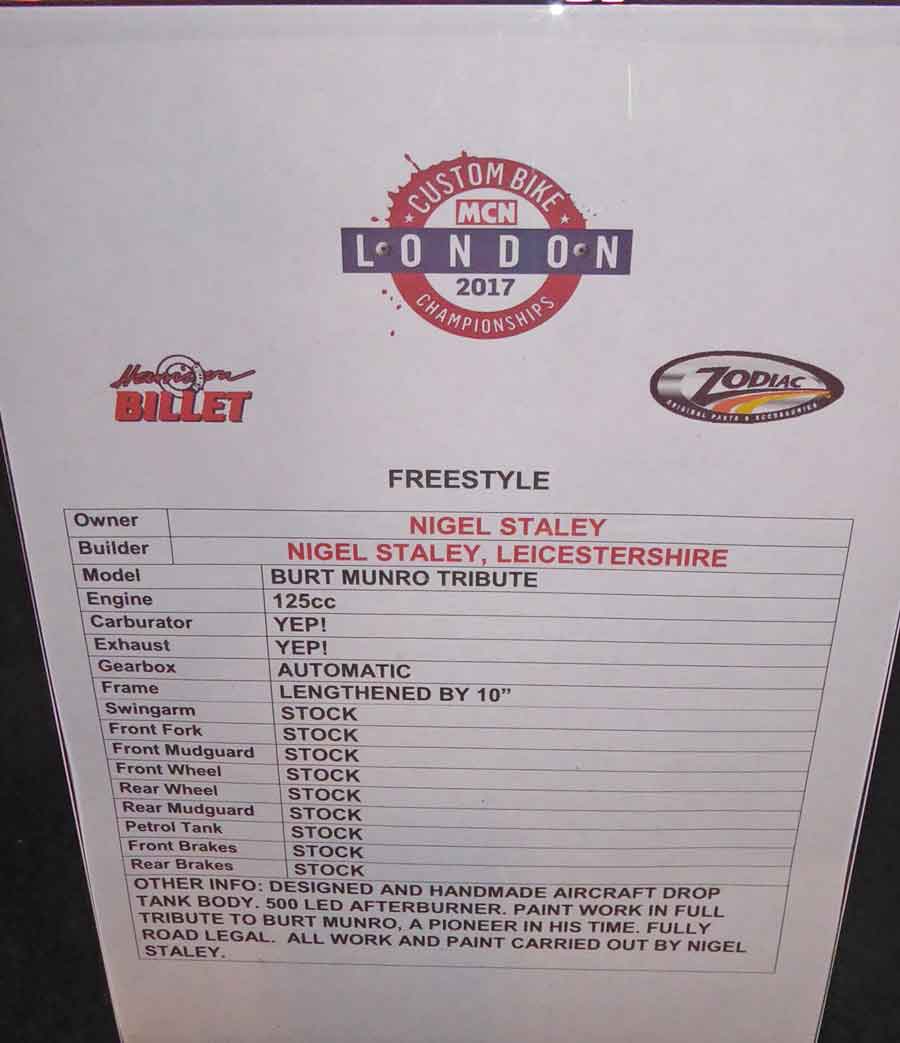 CUSTOM BIKE
MCN
LONDON
2017
CHAMPIONSHIPS
Harrison
BILLET
ZODIAC
ORIGINAL PARTS & ACCESSORIES
FREESTYLE
Owner NIGEL STALEY
Builder NIGEL STALEY, LEICESTERSHIRE
Model BURT MUNRO TRIBUTE
Engine 125cc
Carburator YEP!
Exhaust YEP!
Gearbox AUTOMATIC
Frame LENGTHENED BY 10”
Swingarm STOCK
Front Fork STOCK
Front Mudguard STOCK
Front Wheel STOCK
Rear Wheel STOCK
Rear Mudguard STOCK
Petrol Tank STOCK
Front Brakes STOCK
Rear Brakes STOCK
OTHER INFO: DESIGNED AND HANDMADE AIRCRAFT DROP
TANK BODY. 500 LED AFTERBURNER. PAINT WORK IN FULL
TRIBUTE TO BURT MUNRO, A PIONEER IN HIS TIME. FULLY
ROAD LEGAL. ALL WORK AND PAINT CARRIED OUT BY NIGEL
STALEY.